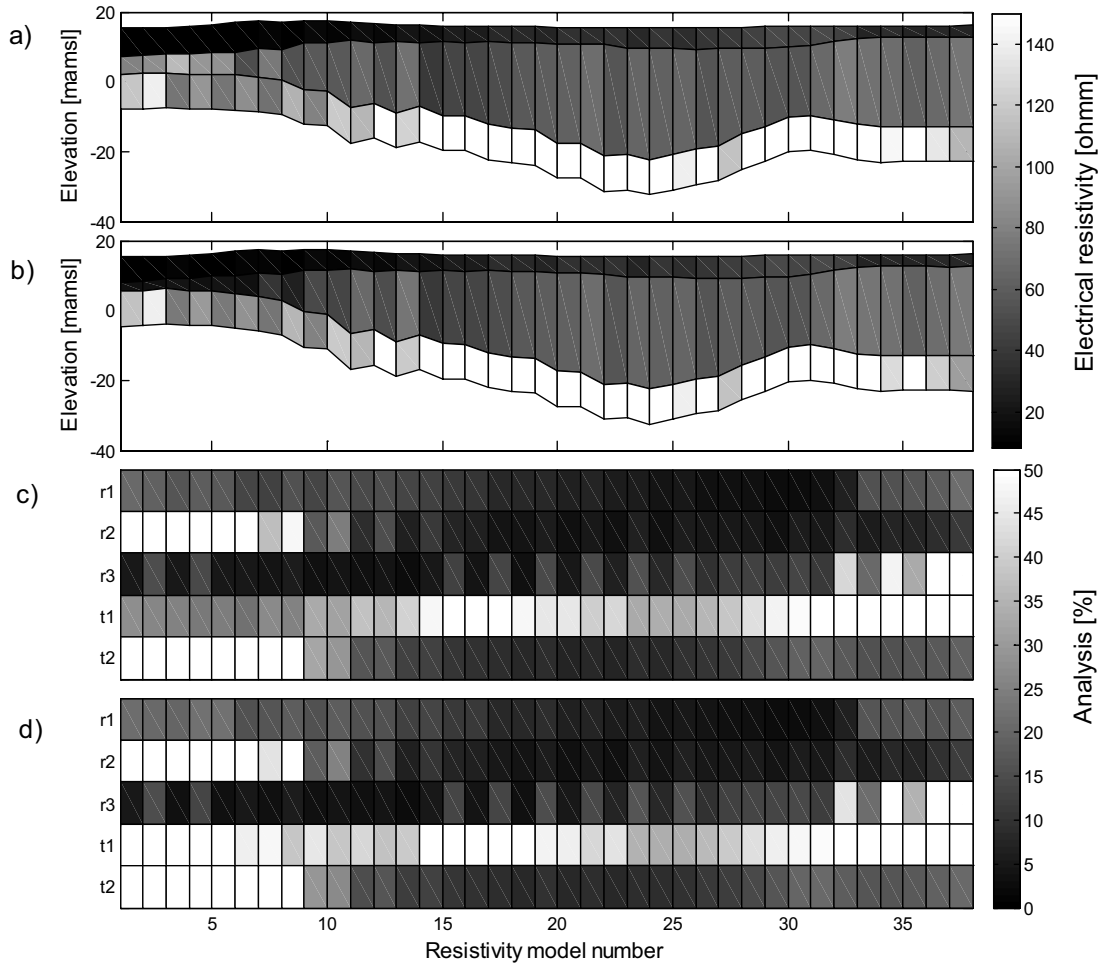 a)
Elevation [mamsl]
20
0
-20
-40
b)
Elevation [mamsl]
20
0
-20
-40
140
120
100
80
60
40
20
Electrical resistivity [ohmm]
c)
r1
r2
r3
t1
t2
d)
r1
r2
r3
t1
t2
5 10 15 20 25 30 35
Resistivity model number
50
45
40
35
30
25
20
15
10
5
0
Analysis [%]